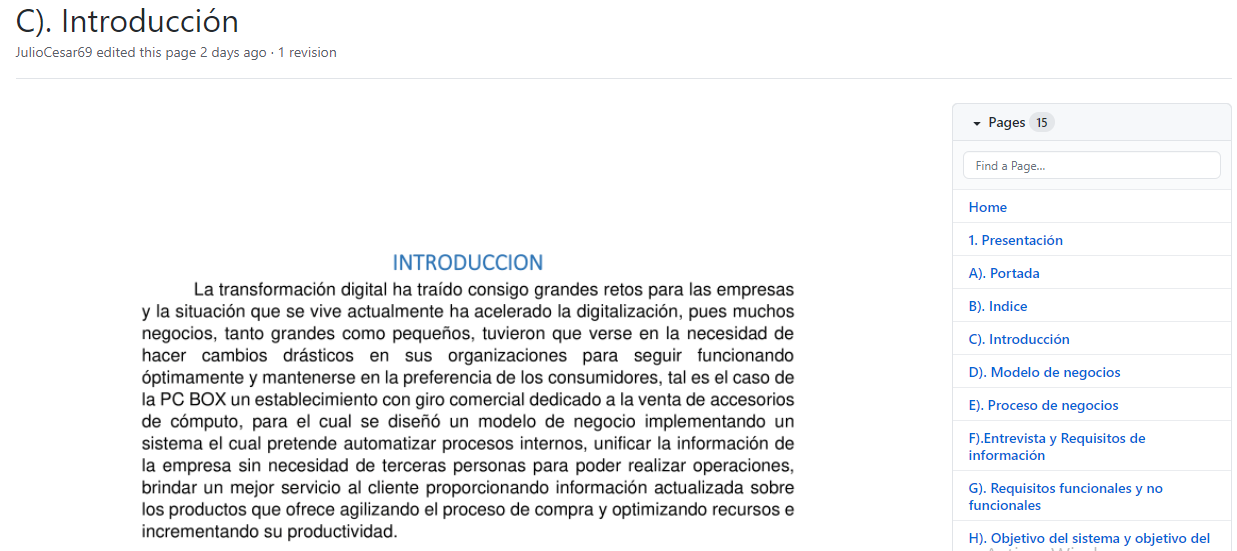 C). Introducción
JulioCesar69 edited this page 2 days ago · 1 revision
INTRODUCCION
La transformación digital ha traído consigo grandes retos para las empresas
y la situación que se vive actualmente ha acelerado la digitalización, pues muchos
negocios, tanto grandes como pequeños, tuvieron que verse en la necesidad de
hacer cambios drásticos en sus organizaciones para seguir funcionando
óptimamente y mantenerse en la preferencia de los consumidores, tal es el caso de
la PC BOX un establecimiento con giro comercial dedicado a la venta de accesorios
de cómputo, para el cual se diseñó un modelo de negocio implementando un
sistema el cual pretende automatizar procesos internos, unificar la información de
la empresa sin necesidad de terceras personas para poder realizar operaciones,
brindar un mejor servicio al cliente proporcionando información actualizada sobre
los productos que ofrece agilizando el proceso de compra y optimizando recursos e
incrementando su productividad.
Pages 15
Find a Page...
Home
1. Presentación
A). Portada
B). Indice
C). Introducción
D). Modelo de negocios
E). Proceso de negocios
F).Entrevista y Requisitos de
información
G). Requisitos funcionales y no
funcionales
H). Objetivo del sistema y objetivo del